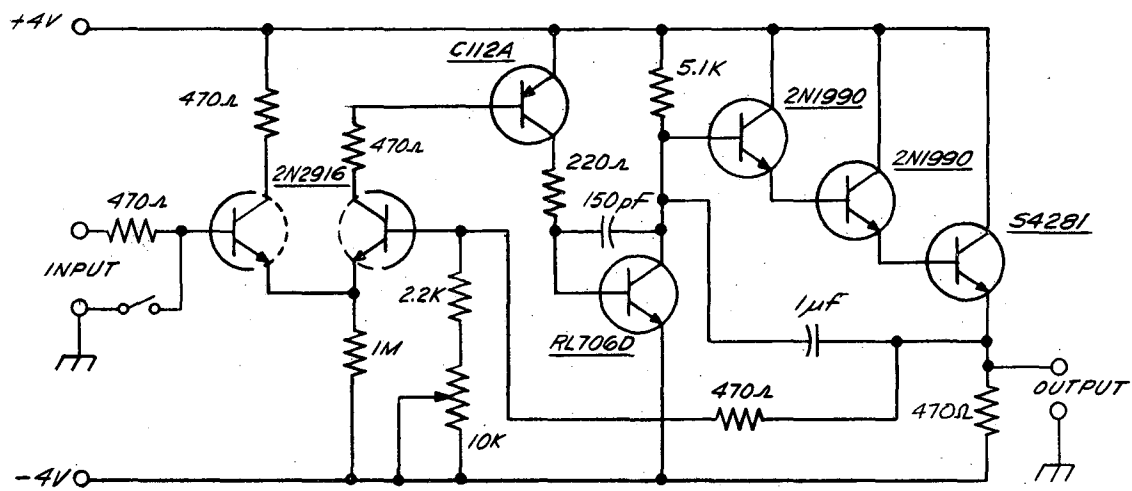 +4V
C112A
5.1K
2N1990
470Ω
470Ω
220Ω
2N1990
2N2916
470Ω
150pF
S4281
INPUT
2.2K
1μF
1M
RL706D
470Ω
OUTPUT
470Ω
10K
-4V